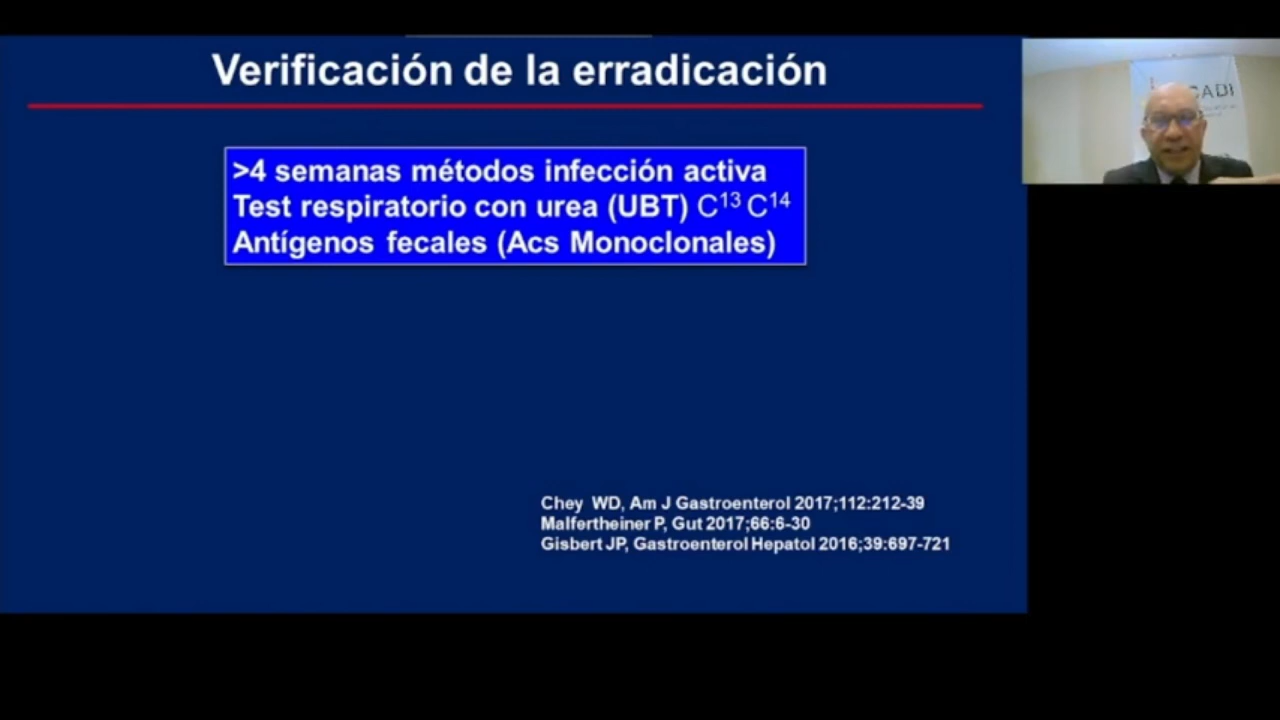 Verificación de la erradicación
>4 semanas métodos infección activa
Test respiratorio con urea (UBT) C¹³ C¹⁴
Antígenos fecales (Acs Monoclonales)
Chey WD, Am J Gastroenterol 2017;112:212-39
Malfertheiner P, Gut 2017;66:6-30
Gisbert JP, Gastroenterol Hepatol 2016;39:697-721